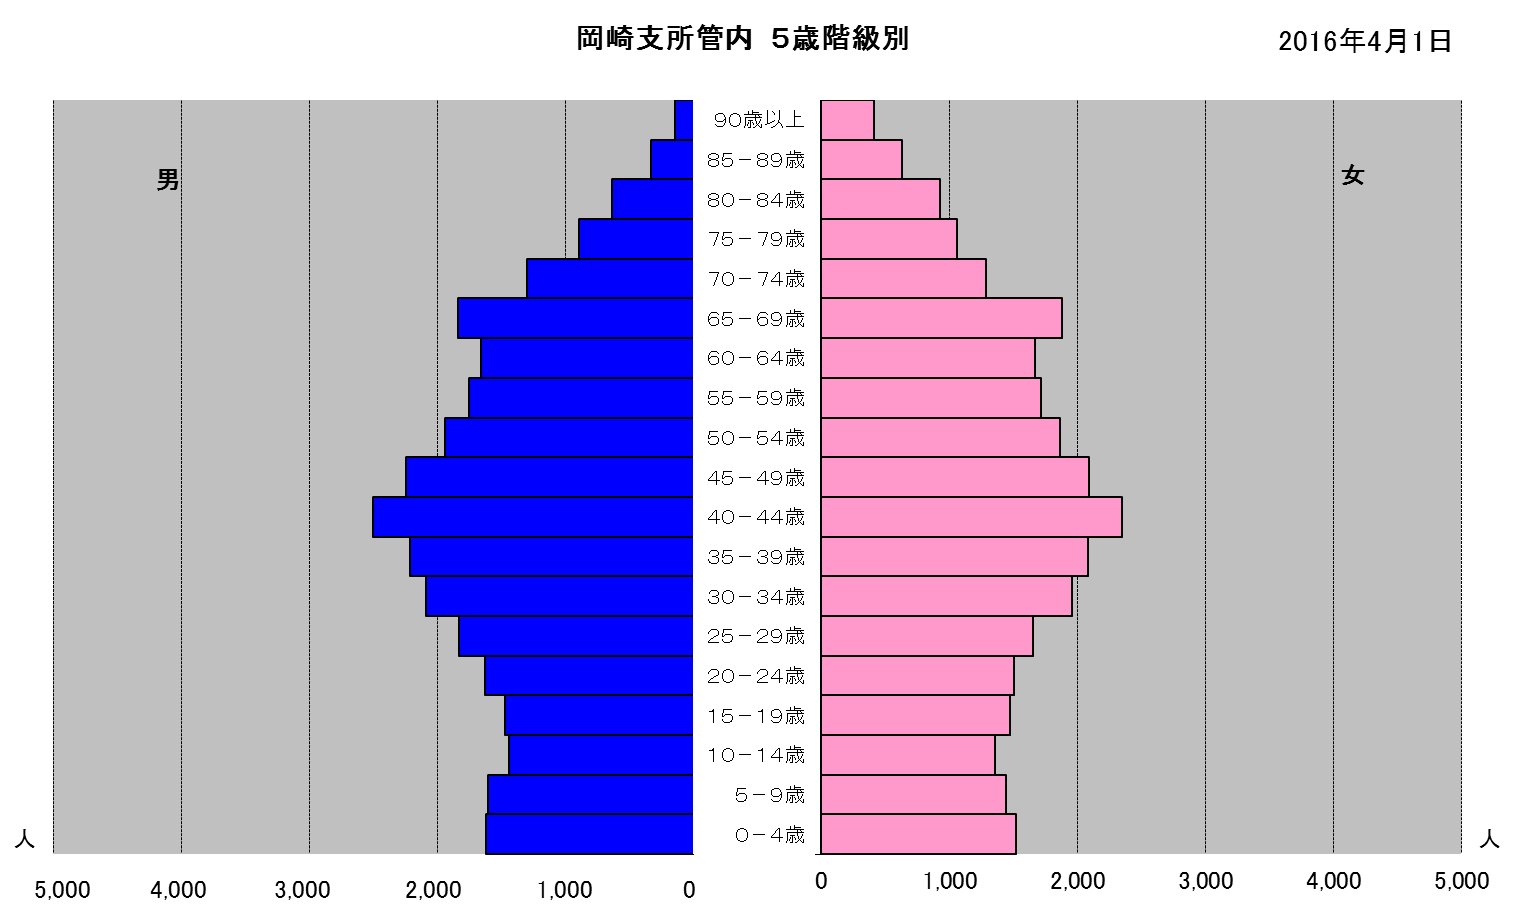 岡崎支所管内 ５歳階級別
2016年4月1日
男
女
９０歳以上
８５－８９歳
８０－８４歳
７５－７９歳
７０－７４歳
６５－６９歳
６０－６４歳
５５－５９歳
５０－５４歳
４５－４９歳
４０－４４歳
３５－３９歳
３０－３４歳
２５－２９歳
２０－２４歳
１５－１９歳
１０－１４歳
５－９歳
０－４歳
人
人
5,000 4,000 3,000 2,000 1,000 0
0 1,000 2,000 3,000 4,000 5,000